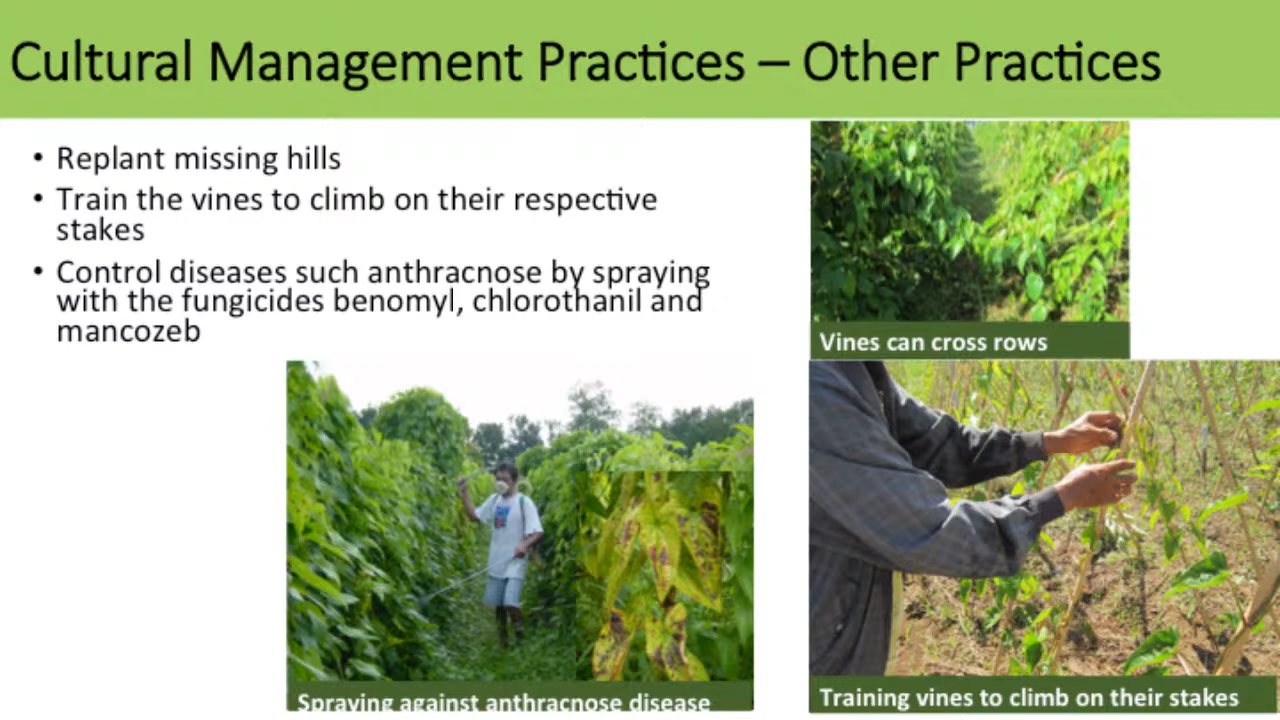 Cultural Management Practices – Other Practices
• Replant missing hills
• Train the vines to climb on their respective
stakes
• Control diseases such anthracnose by spraying
with the fungicides benomyl, chlorothanil and
mancozeb
Vines can cross rows
Spraying against anthracnose disease
Training vines to climb on their stakes